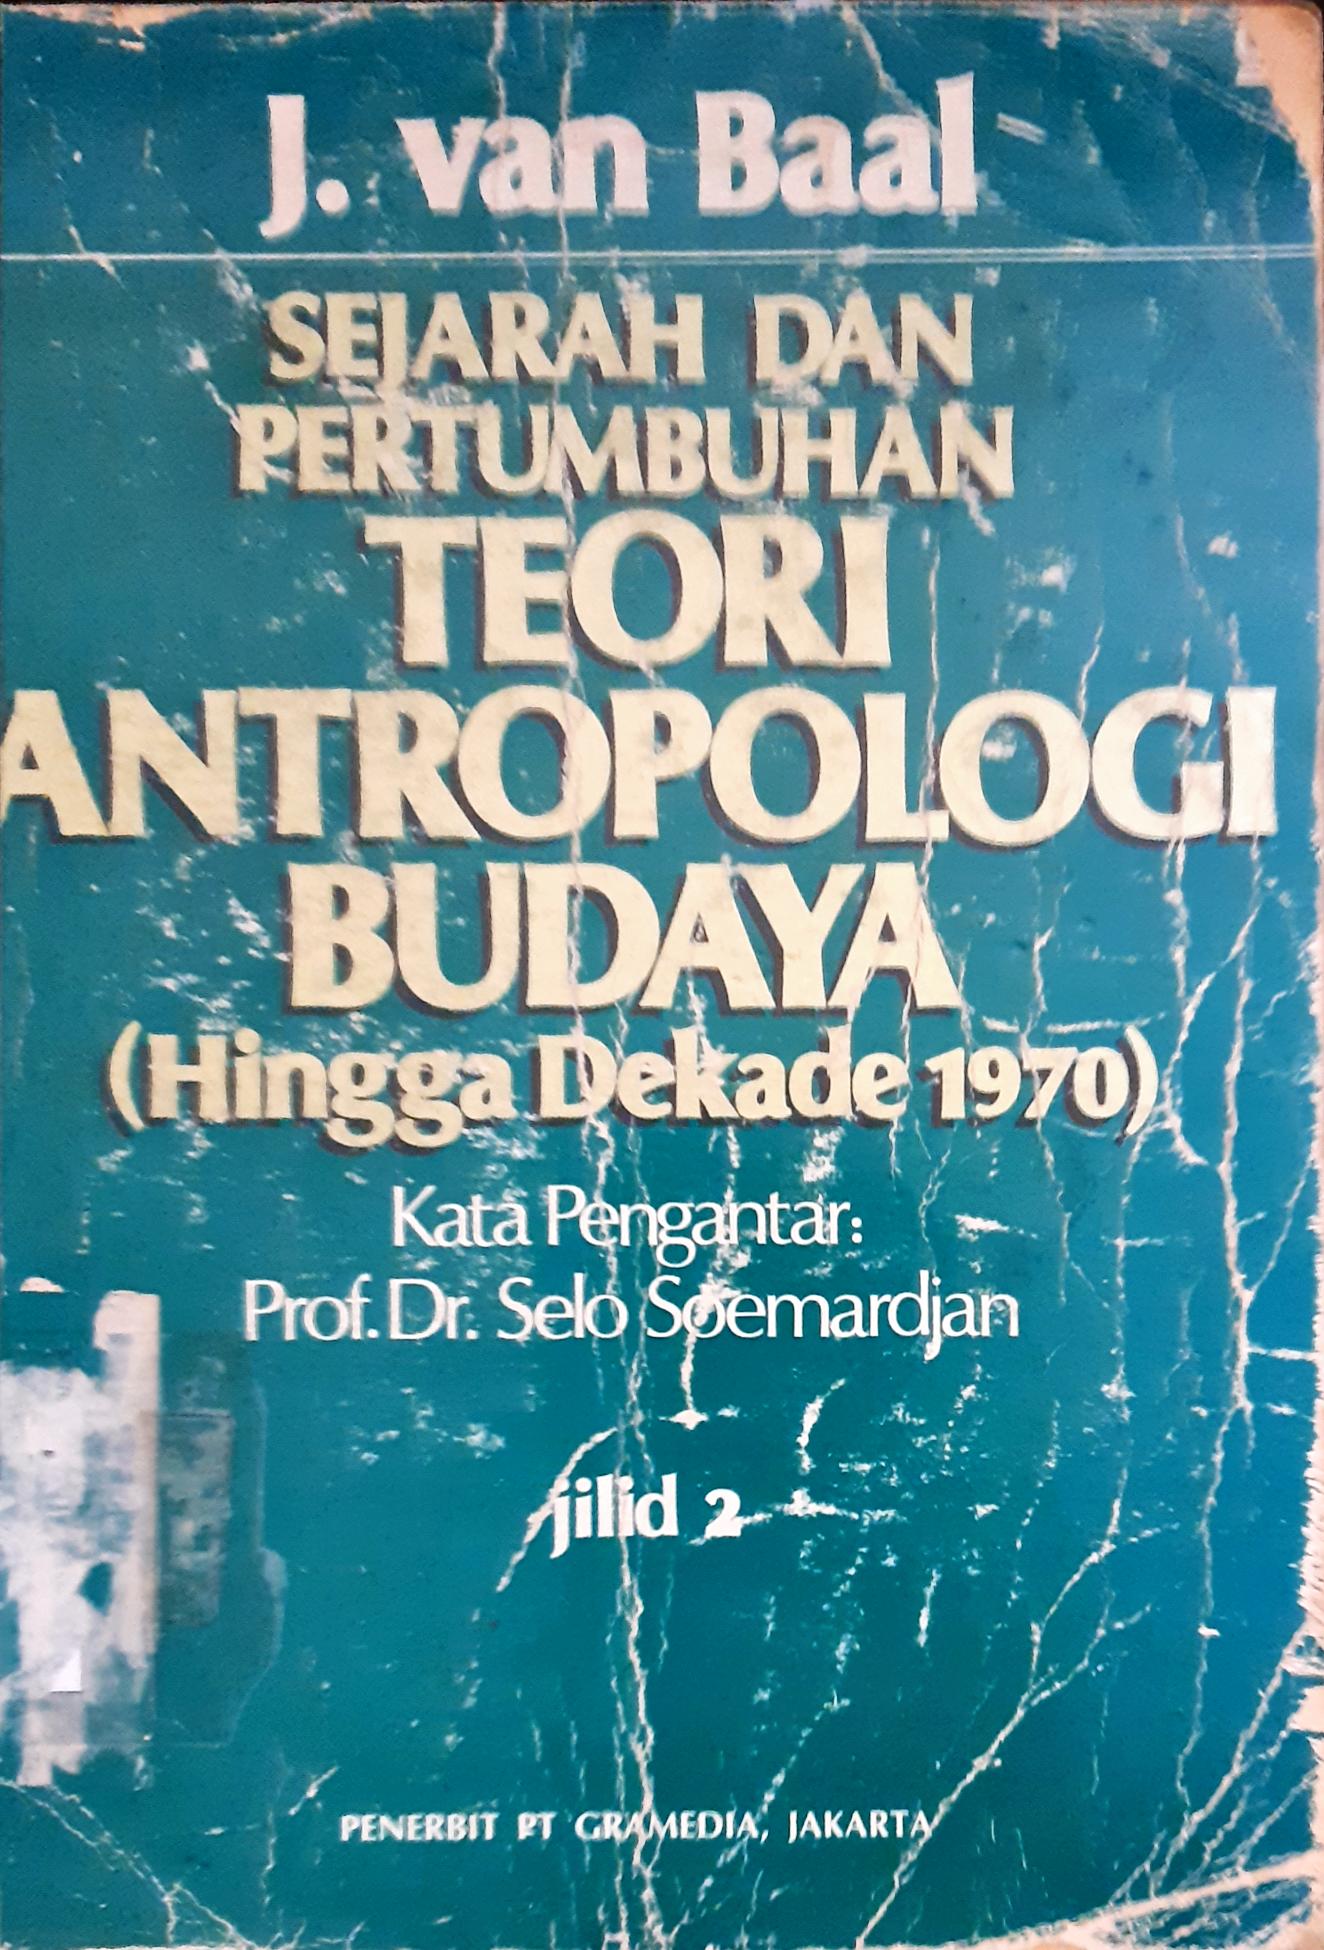 J. van Baal
SEJARAH DAN
PERTUMBUHAN
TEORI
ANTROPOLOGI
BUDAYA
(Hingga Dekade 1970)
Kata Pengantar:
Prof. Dr. Selo Soemardjan
jilid 2
PENERBIT PT GRAMEDIA, JAKARTA